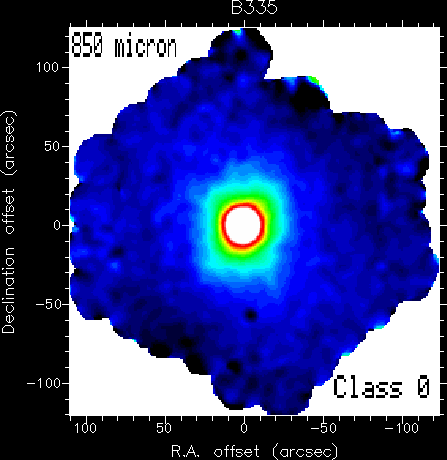 B335
850 micron
100
50
0
-50
-100
Declination offset (arcsec)
Class 0
100
50
0
-50
-100
R.A. offset (arcsec)